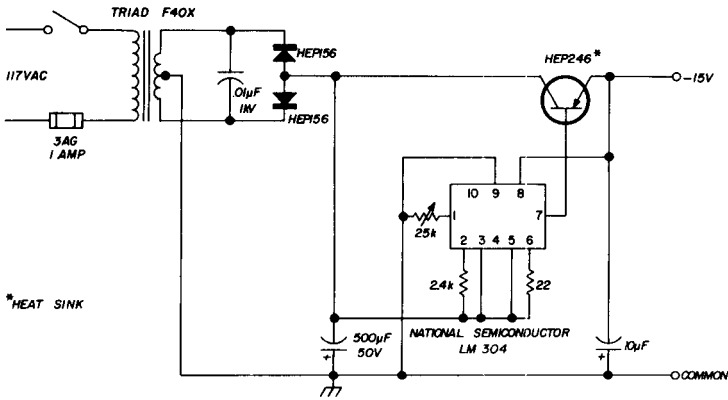 TRIAD F40X
HEP156
HEP246*
-15V
117VAC
.01µF
1kV
HEP156
3AG
1 AMP
10 9 8
1
7
25k
2 3 4 5 6
2.4k
22
*HEAT SINK
500µF
50V
+
NATIONAL SEMICONDUCTOR
LM 304
10µF
+
COMMON